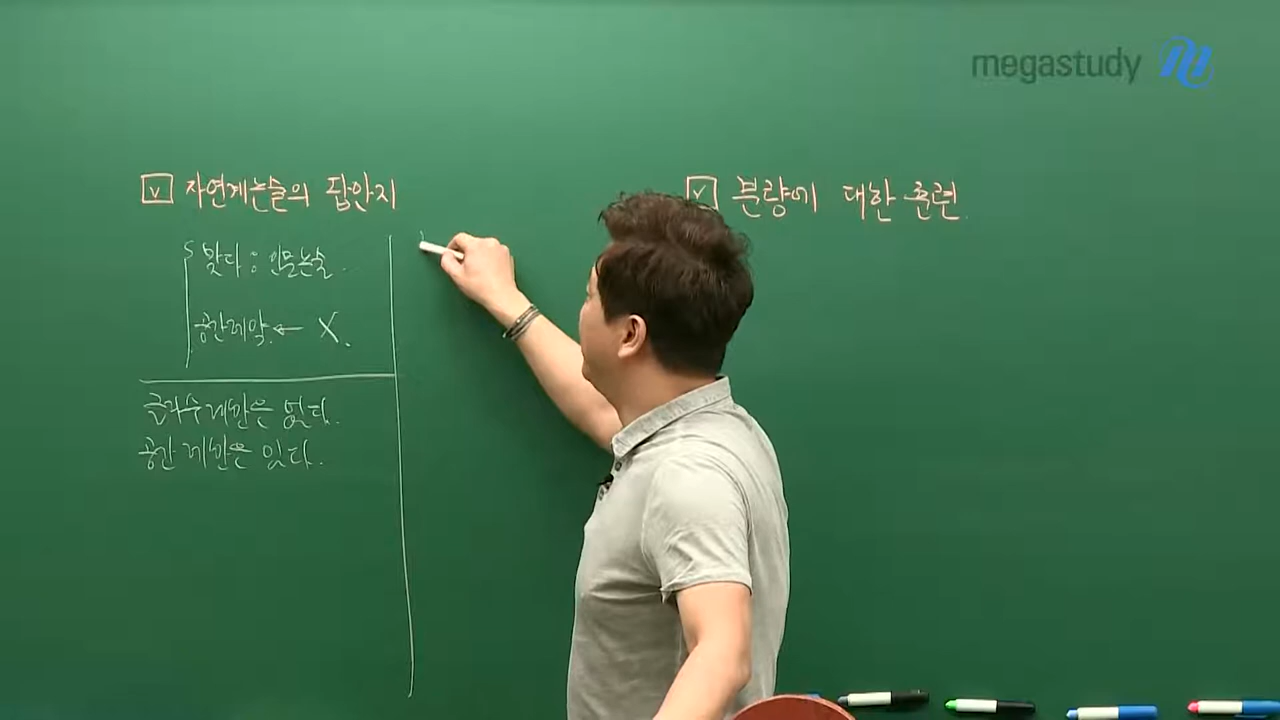 megastudy
v 자연계논술의 답안지
맞다 : 인문논술.
공간제약 ← X.
글자수 제한은 없다.
공간 제한은 있다.
v 분량에 대한 훈련.